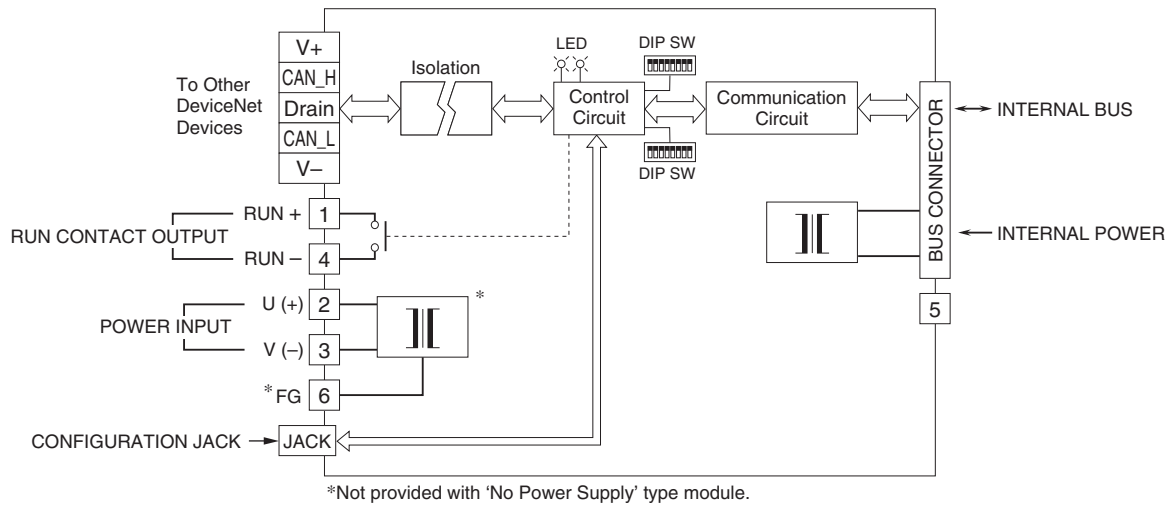 V+
CAN_H
Drain
CAN_L
V–
To Other
DeviceNet
Devices
Isolation
LED
DIP SW
Control
Circuit
DIP SW
Communication
Circuit
BUS CONNECTOR
INTERNAL BUS
INTERNAL POWER
5
RUN CONTACT OUTPUT
RUN + 1
RUN – 4
POWER INPUT
U (+) 2
V (–) 3
*
*FG 6
CONFIGURATION JACK
JACK
*Not provided with ‘No Power Supply’ type module.